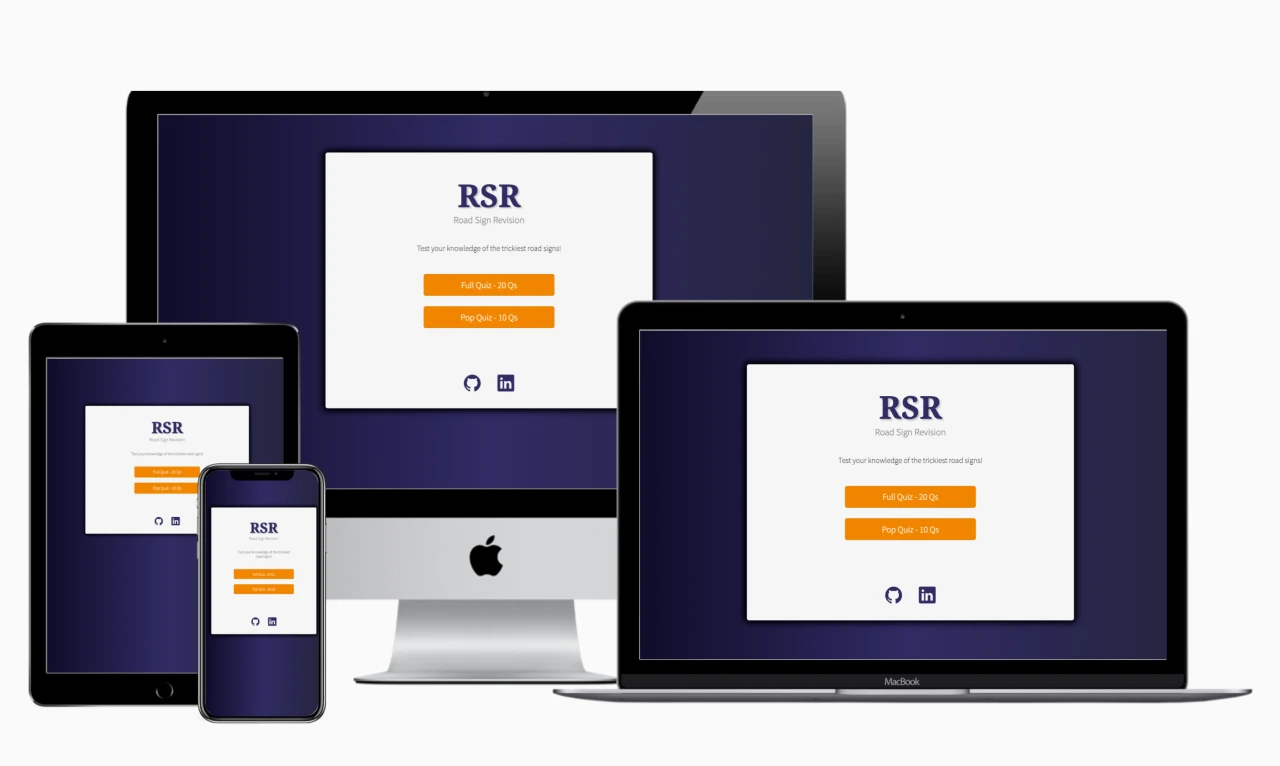 RSR
Road Sign Revision
Test your knowledge of the trickiest road signs!
Full Quiz - 20 Qs
Pop Quiz - 10 Qs
in
RSR
Road Sign Revision
Test your knowledge of the trickiest road signs!
Full Quiz - 20 Qs
Pop Quiz - 10 Qs
in
MacBook
RSR
Road Sign Revision
Test your knowledge of the trickiest road signs
Full Quiz - 20 Qs
Pop Quiz - 10 Qs
in
RSR
Road Sign Revision
Test your knowledge of the trickiest
road signs
Full Quiz - 20 Qs
Pop Quiz - 10 Qs
in